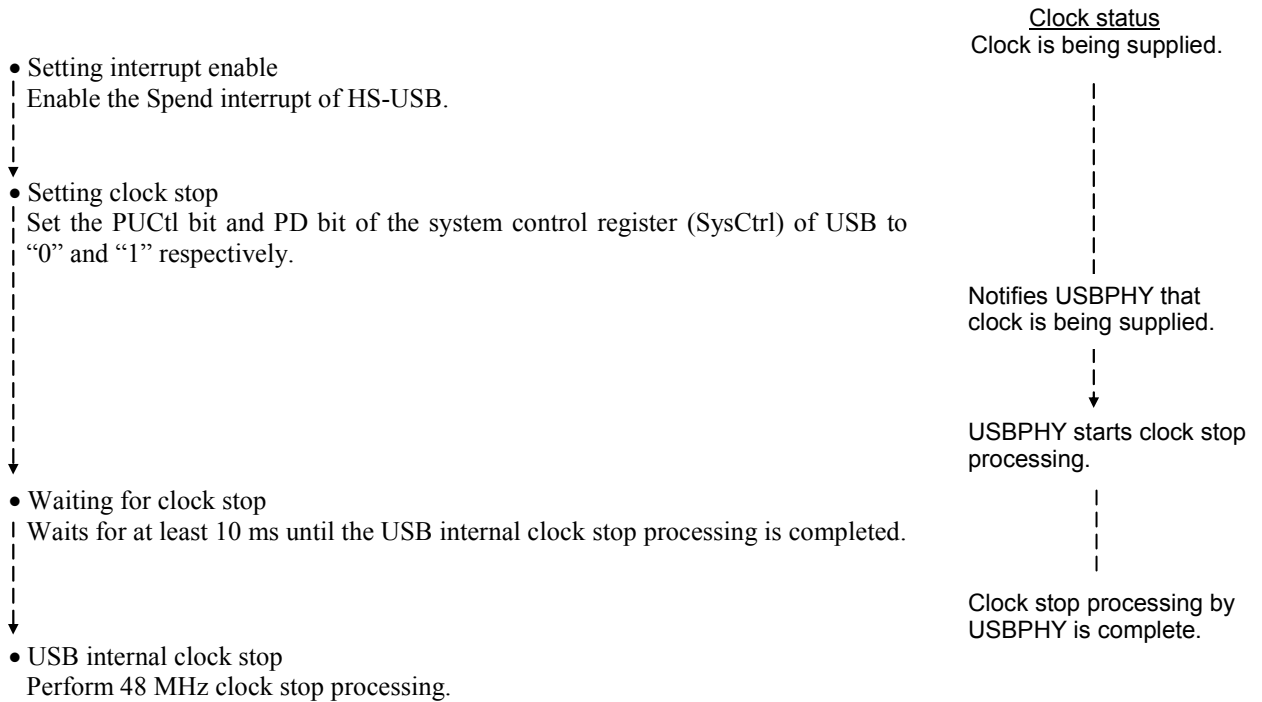 • Setting interrupt enable
Enable the Spend interrupt of HS-USB.
• Setting clock stop
Set the PUCtl bit and PD bit of the system control register (SysCtrl) of USB to
“0” and “1” respectively.
• Waiting for clock stop
Waits for at least 10 ms until the USB internal clock stop processing is completed.
• USB internal clock stop
Perform 48 MHz clock stop processing.
Clock status
Clock is being supplied.
Notifies USBPHY that
clock is being supplied.
USBPHY starts clock stop
processing.
Clock stop processing by
USBPHY is complete.